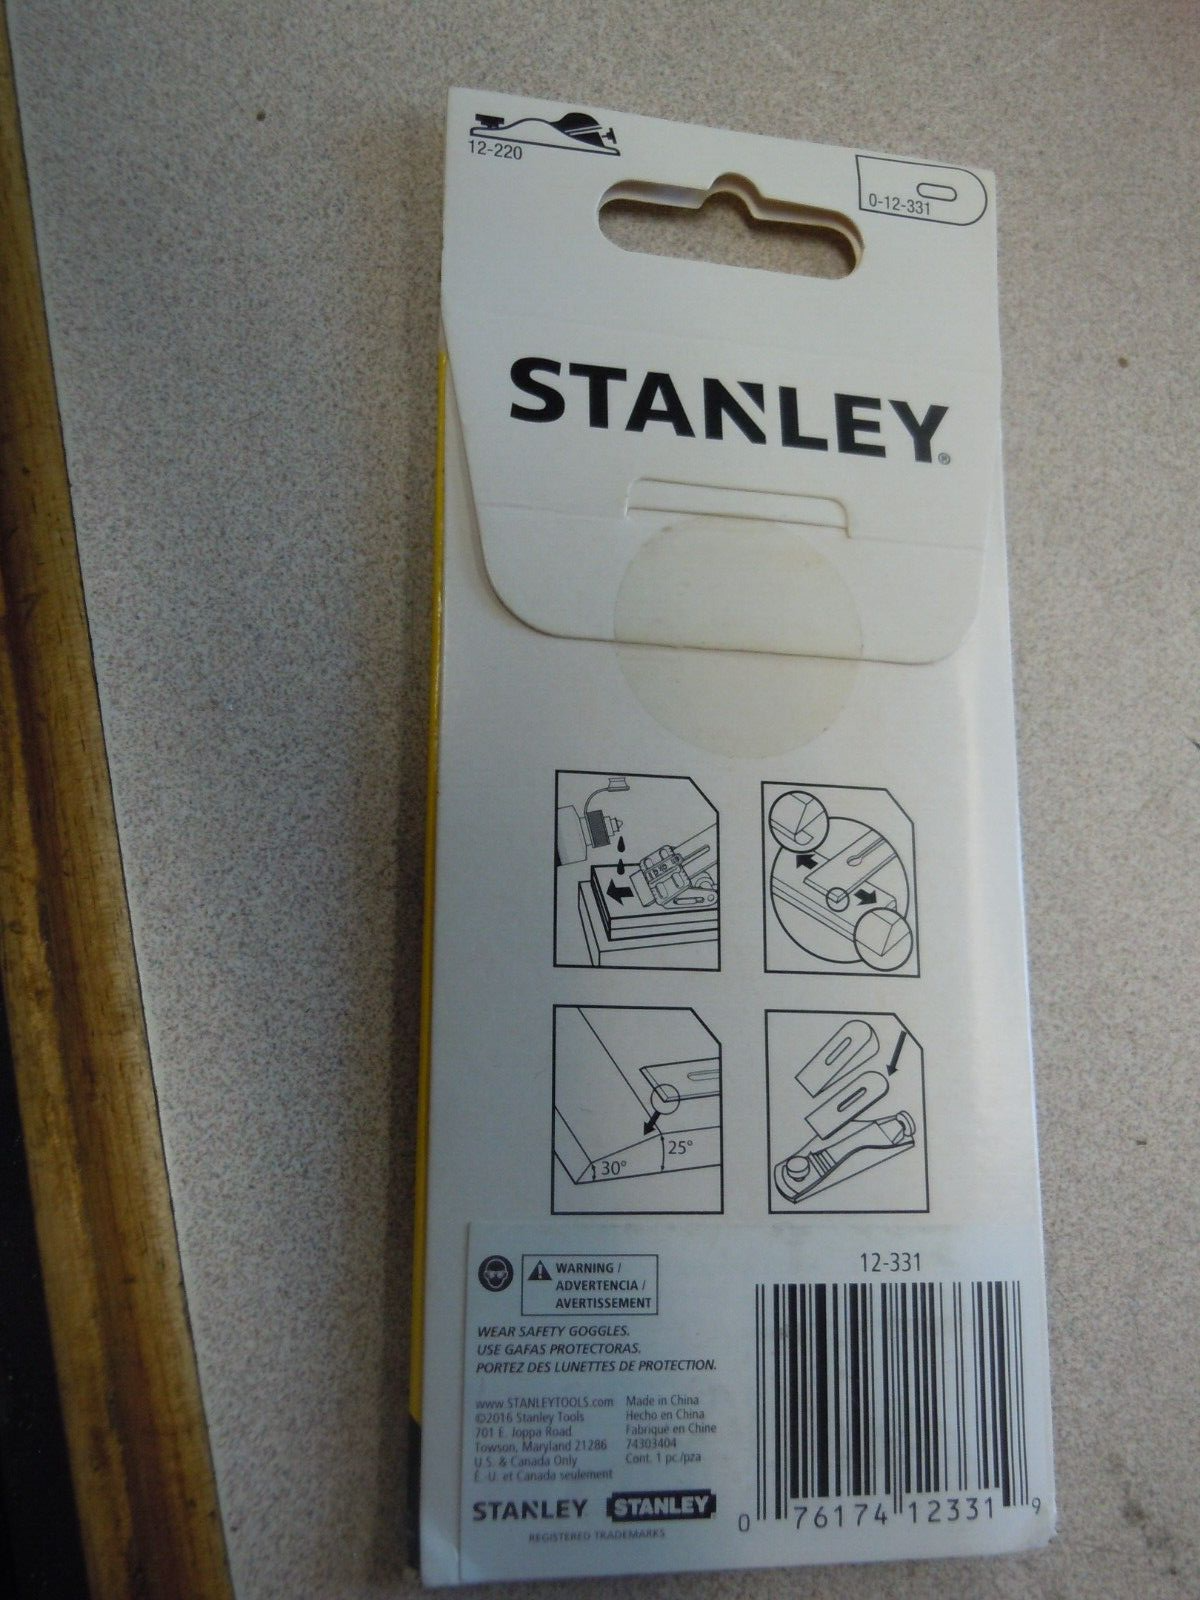 12-220
0-12-331
STANLEY®
25°
30°
12-331
WARNING /
ADVERTENCIA /
AVERTISSEMENT
WEAR SAFETY GOGGLES.
USE GAFAS PROTECTORAS.
PORTEZ DES LUNETTES DE PROTECTION.
www.STANLEYTOOLS.com
©2016 Stanley Tools
701 E. Joppa Road
Towson, Maryland 21286
U.S. & Canada Only
É.-U. et Canada seulement
Made in China
Hecho en China
Fabriqué en Chine
74303404
Cont. 1 pc./pza
STANLEY STANLEY
REGISTERED TRADEMARKS
0 76174 12331 9